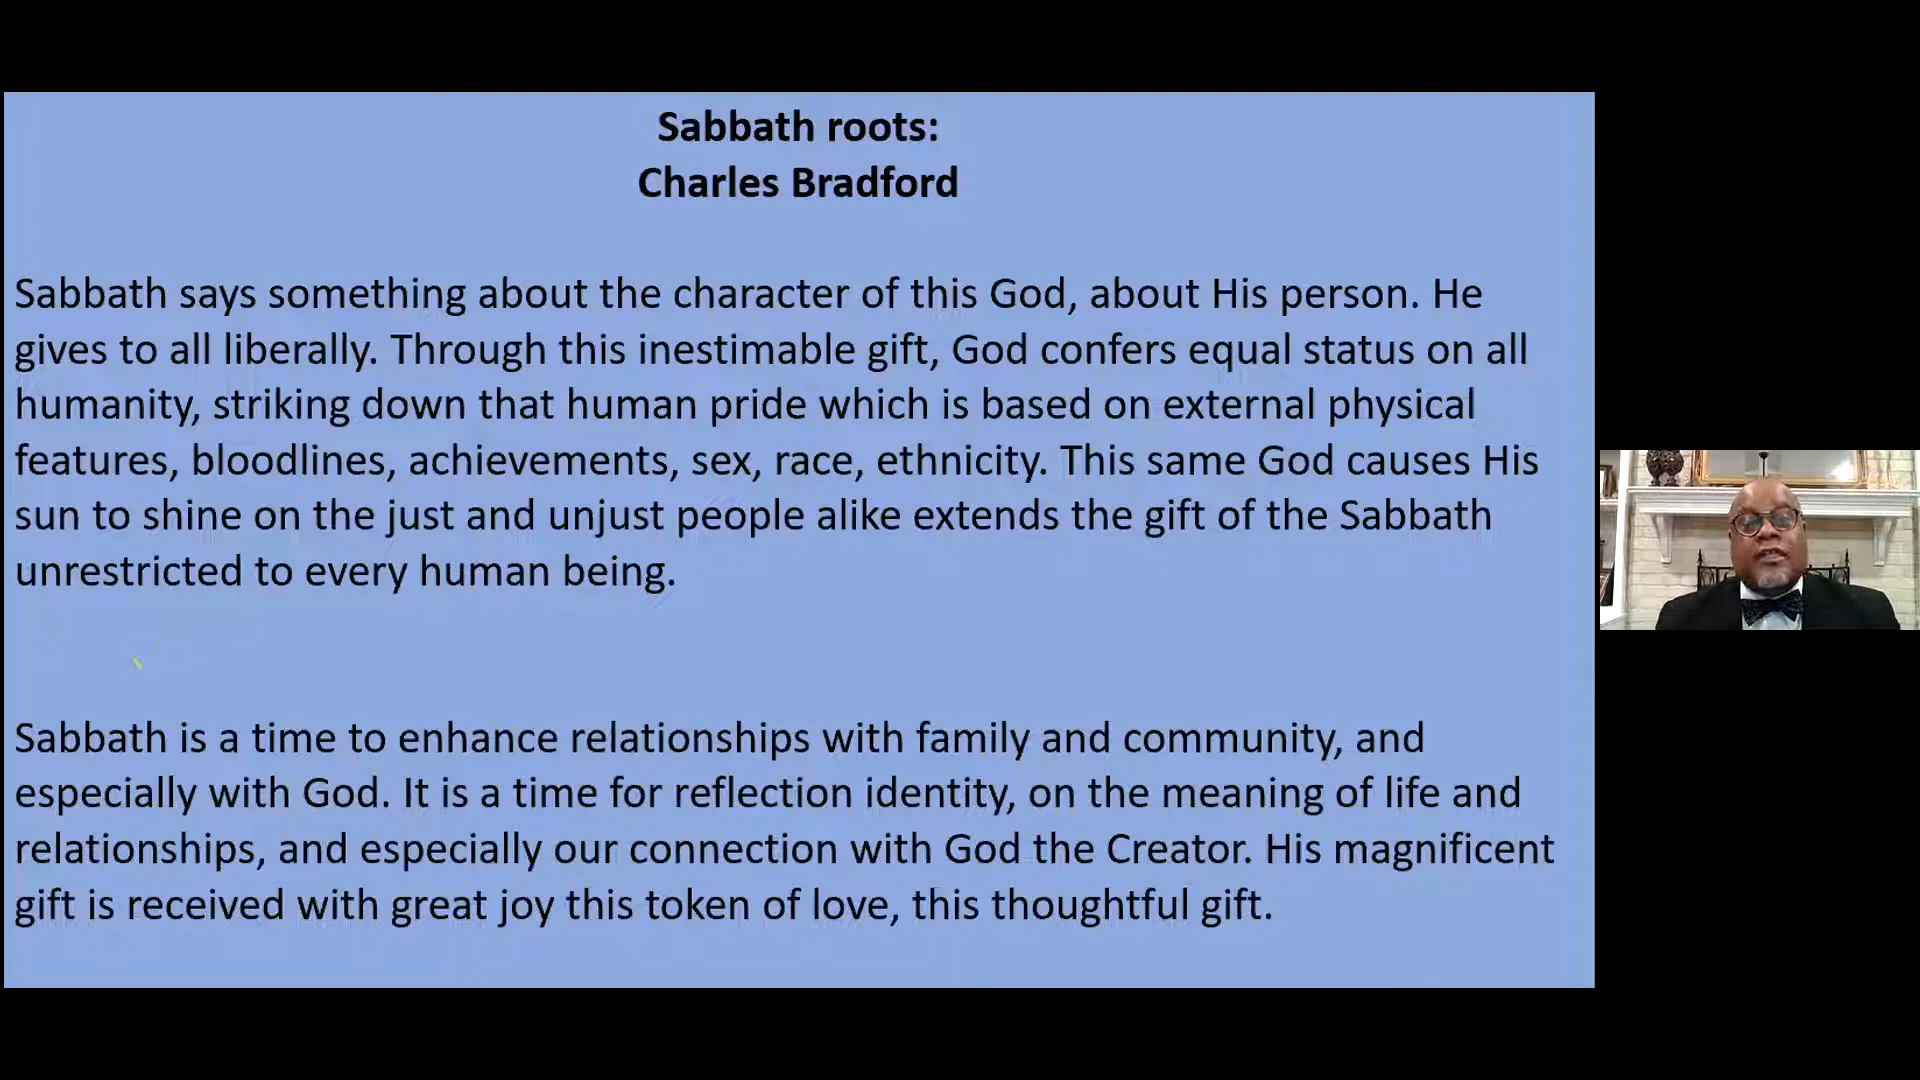 Sabbath roots:
Charles Bradford
Sabbath says something about the character of this God, about His person. He
gives to all liberally. Through this inestimable gift, God confers equal status on all
humanity, striking down that human pride which is based on external physical
features, bloodlines, achievements, sex, race, ethnicity. This same God causes His
sun to shine on the just and unjust people alike extends the gift of the Sabbath
unrestricted to every human being.
Sabbath is a time to enhance relationships with family and community, and
especially with God. It is a time for reflection identity, on the meaning of life and
relationships, and especially our connection with God the Creator. His magnificent
gift is received with great joy this token of love, this thoughtful gift.